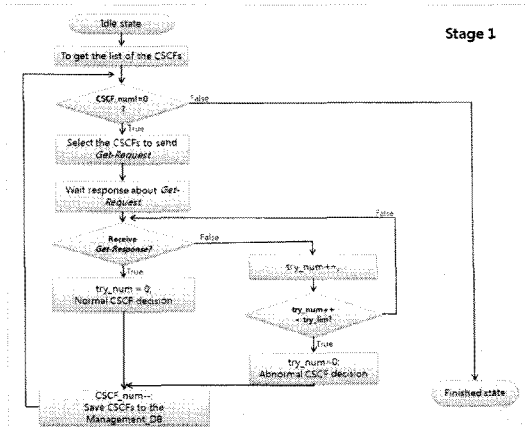 Stage 1
Idle state
To get the list of the CSCFs
CSCF_num!=0
?
False
True
Select the CSCFs to send
Get-Request
Wait response about Get-
Request
False
Receive
Get-Response?
False
True
try_num++;
try_num = 0;
Normal CSCF decision
try_num++
< try_lim?
True
try_num=0;
Abnormal CSCF decision
CSCF_num--;
Save CSCFs to the
Management_DB
Finished state